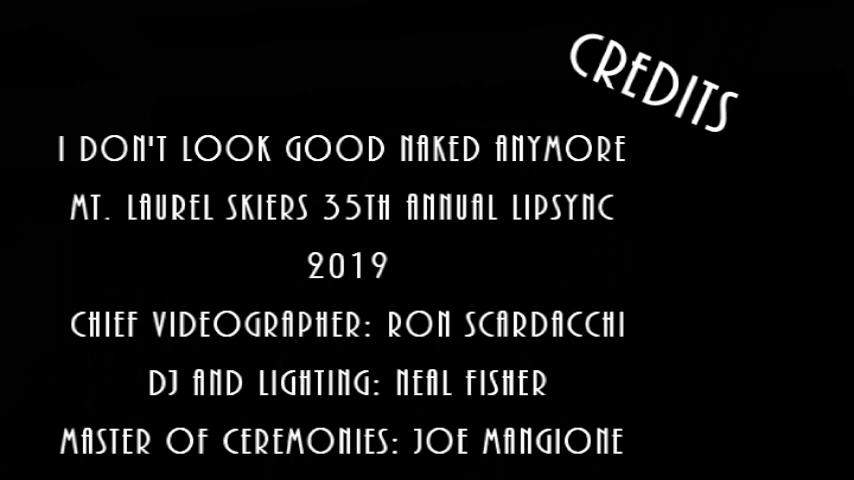 CREDITS
I DON'T LOOK GOOD NAKED ANYMORE
MT. LAUREL SKIERS 35TH ANNUAL LIPSYNC
2019
CHIEF VIDEOGRAPHER: RON SCARDACCHI
DJ AND LIGHTING: NEAL FISHER
MASTER OF CEREMONIES: JOE MANGIONE